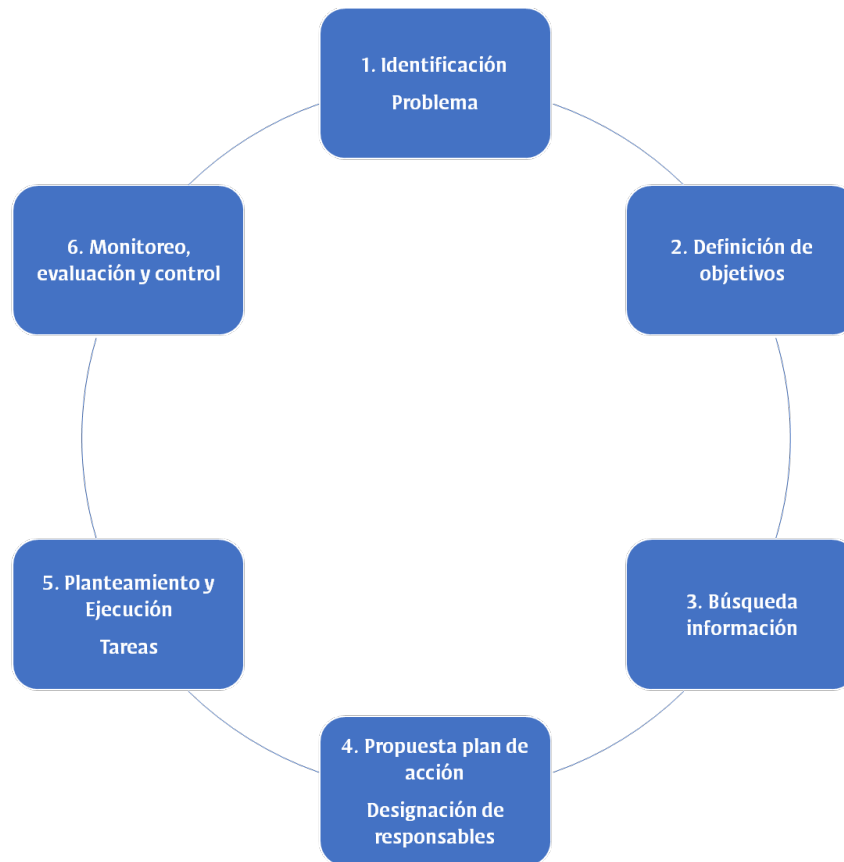 1. Identificación
Problema
2. Definición de
objetivos
3. Búsqueda
información
4. Propuesta plan de
acción
Designación de
responsables
5. Planteamiento y
Ejecución
Tareas
6. Monitoreo,
evaluación y control